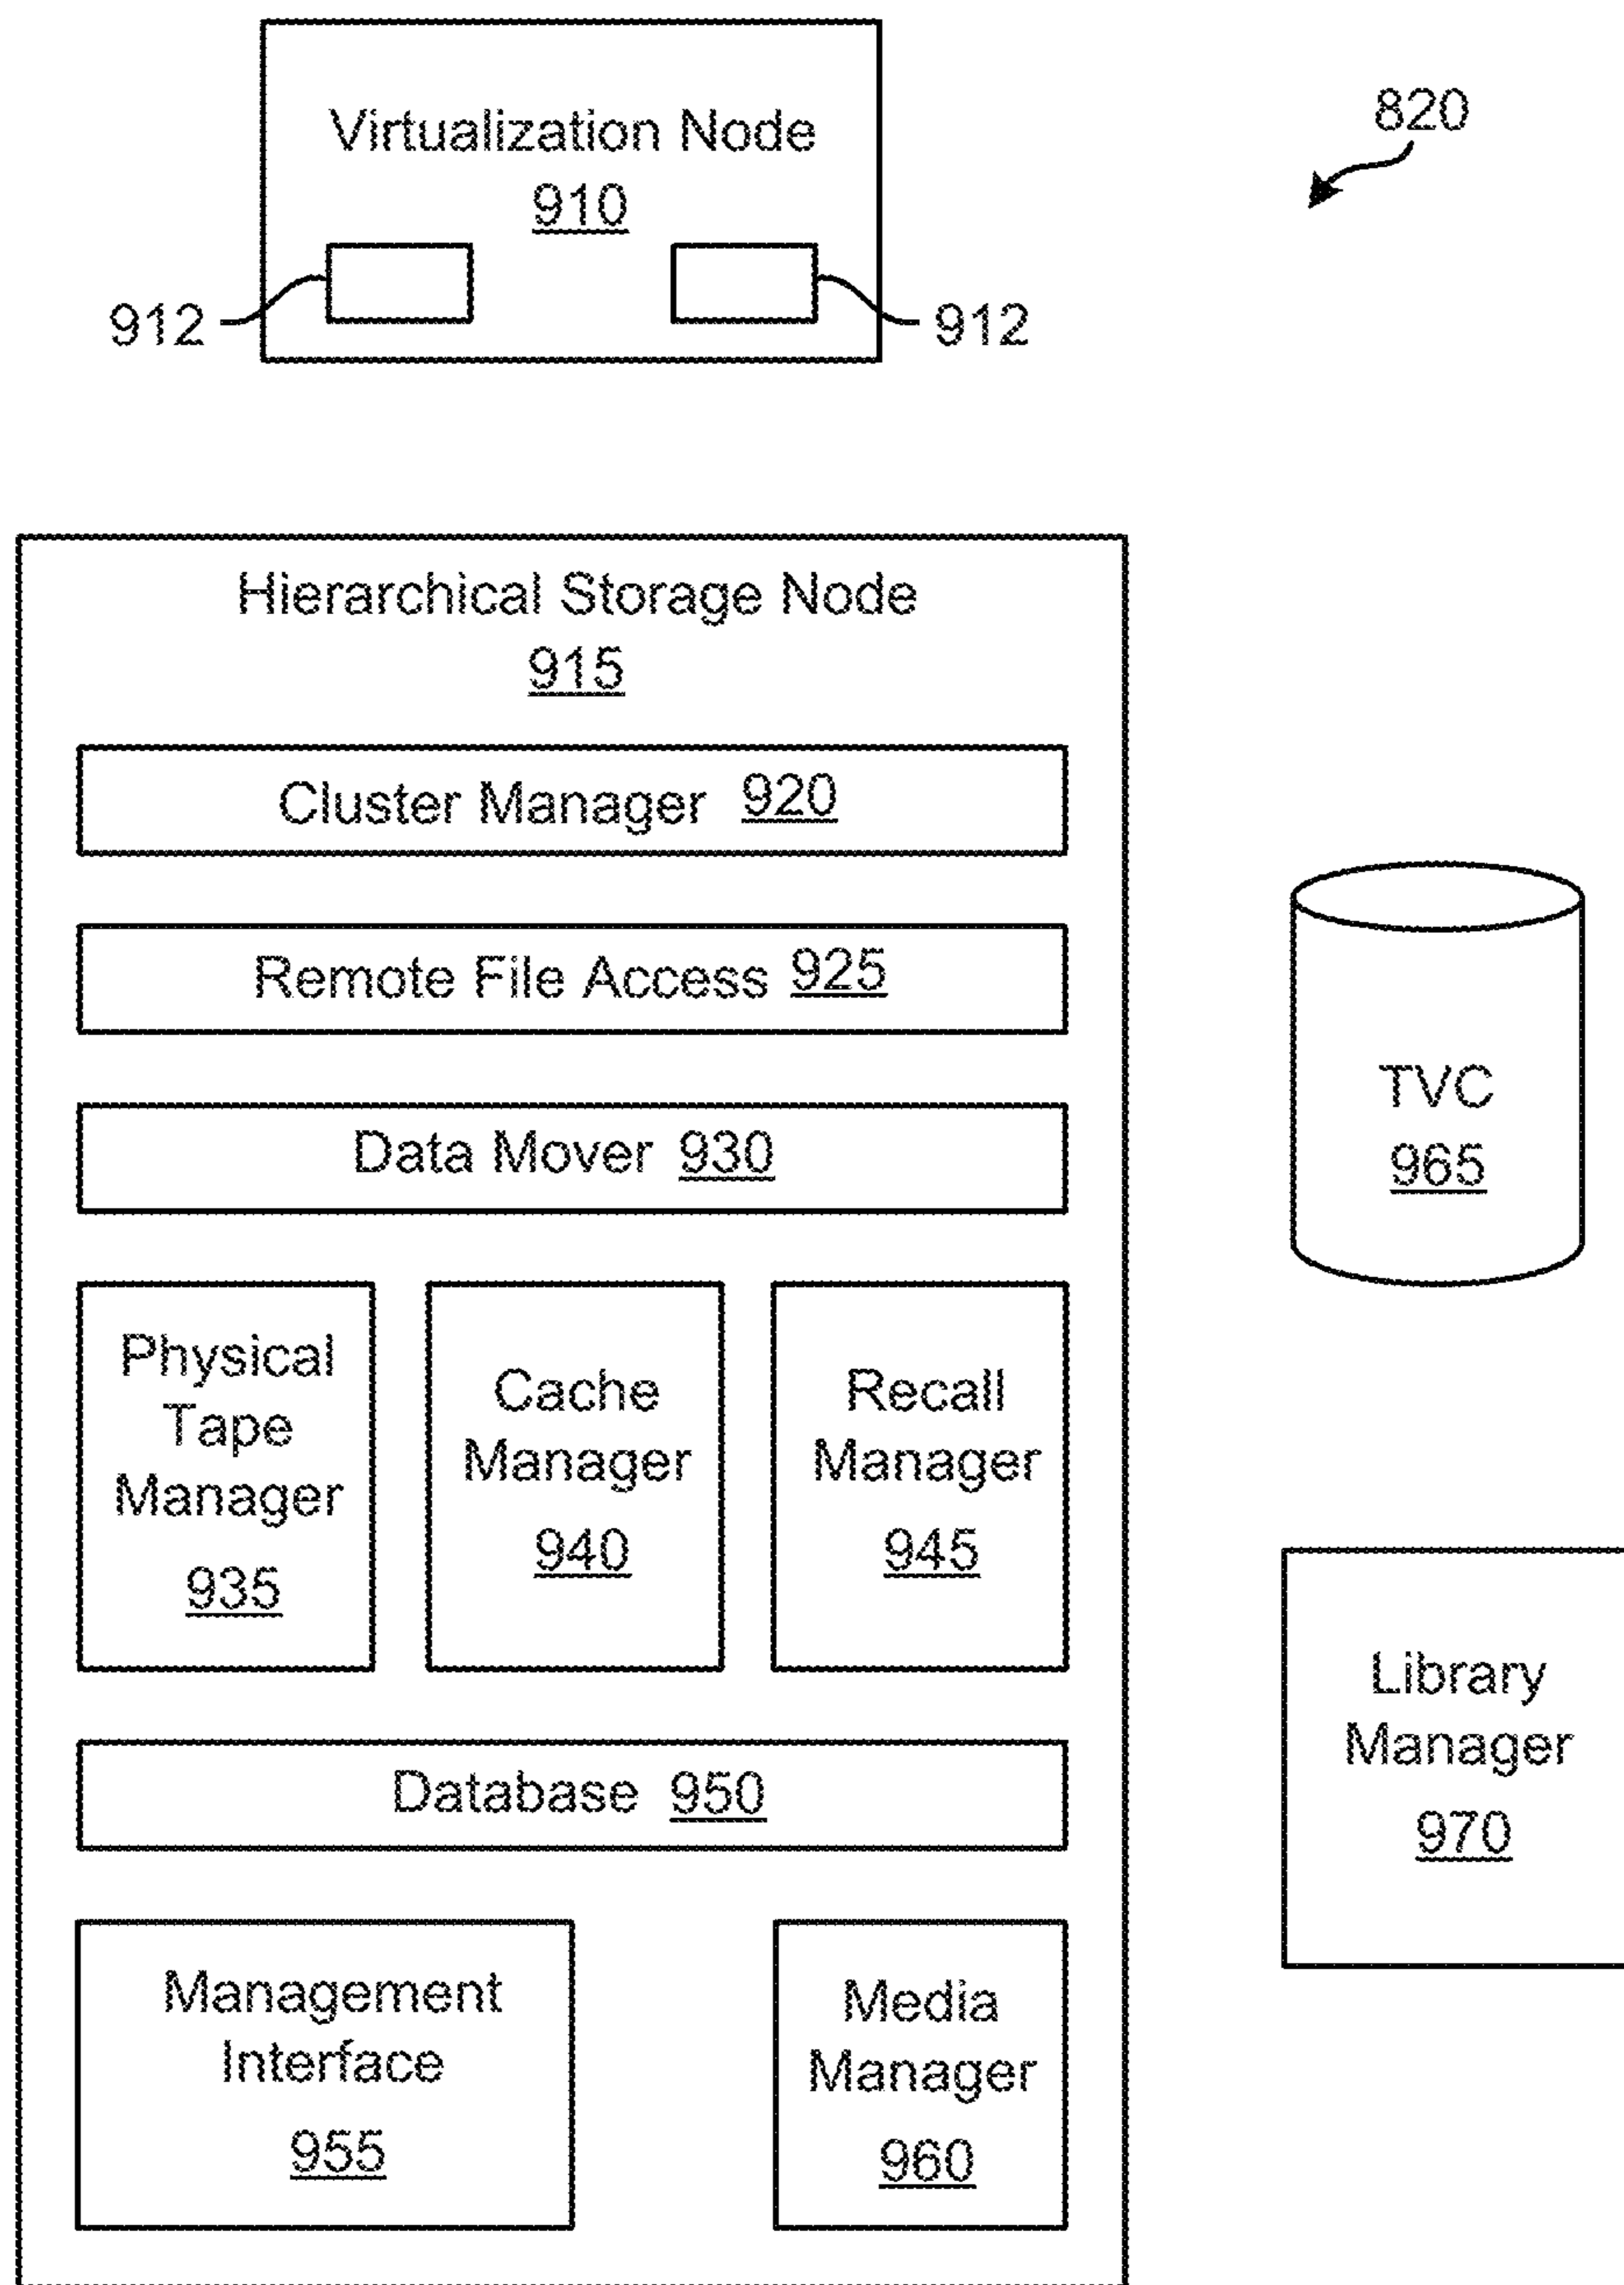 Virtualization Node
910
820
912
912
Hierarchical Storage Node
915
Cluster Manager 920
Remote File Access 925
Data Mover 930
Physical
Tape
Manager
935
Cache
Manager
940
Recall
Manager
945
Database 950
Management
Interface
955
Media
Manager
960
TVC
965
Library
Manager
970